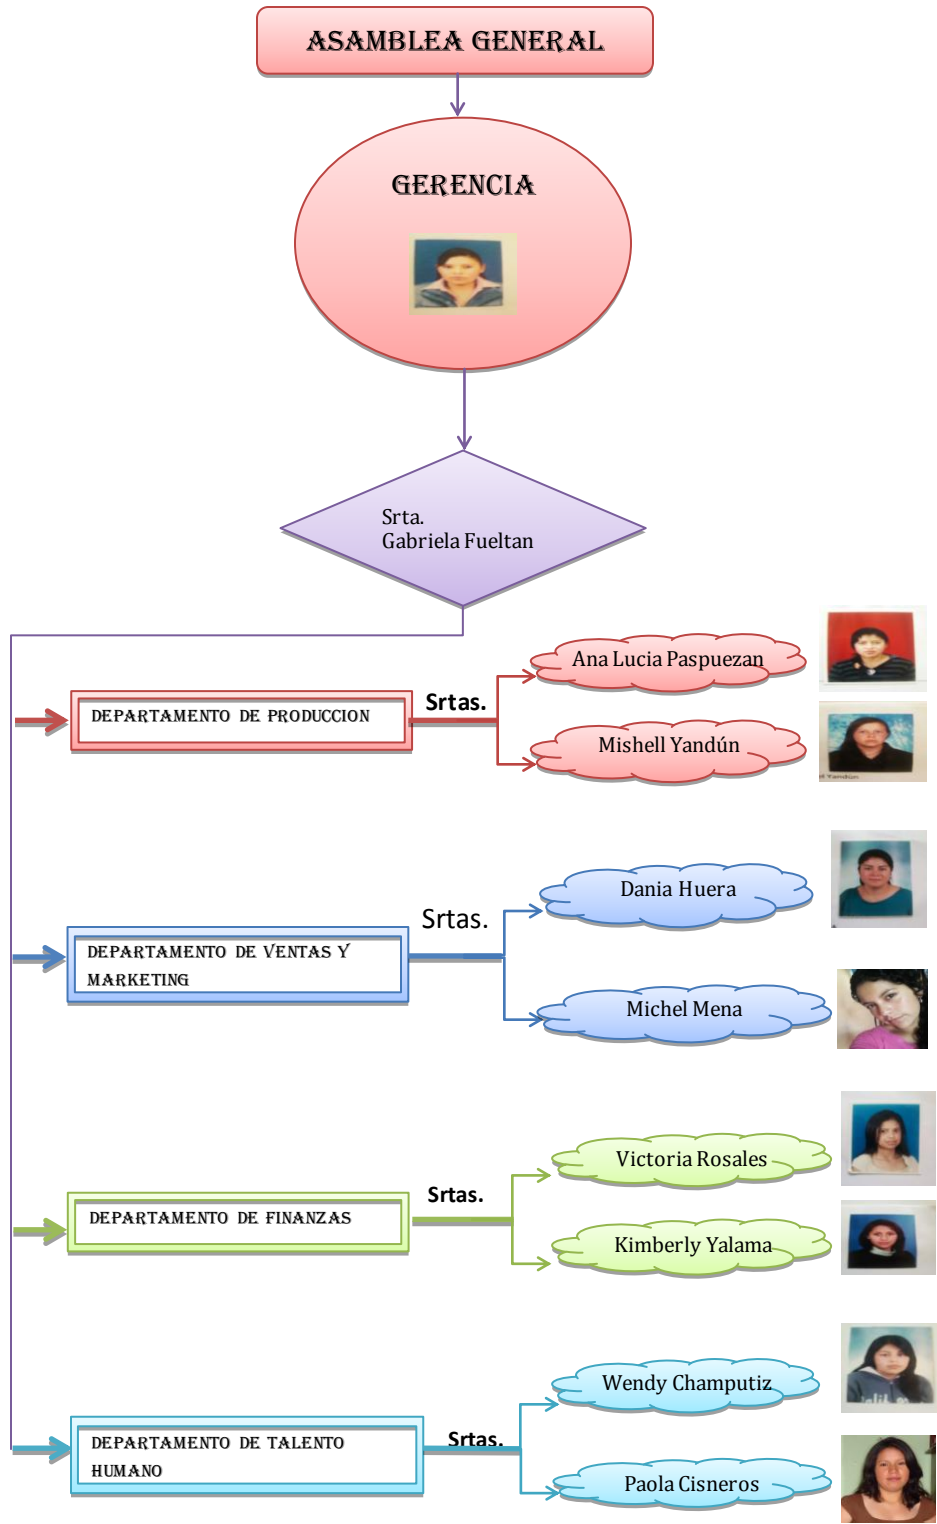 ASAMBLEA GENERAL
GERENCIA
Srta.
Gabriela Fueltan
Ana Lucia Paspuezan
Srtas.
DEPARTAMENTO DE PRODUCCION
Mishell Yandún
Dania Huera
Srtas.
DEPARTAMENTO DE VENTAS Y
MARKETING
Michel Mena
Victoria Rosales
Srtas.
DEPARTAMENTO DE FINANZAS
Kimberly Yalama
Wendy Champutiz
Srtas.
DEPARTAMENTO DE TALENTO
HUMANO
Paola Cisneros